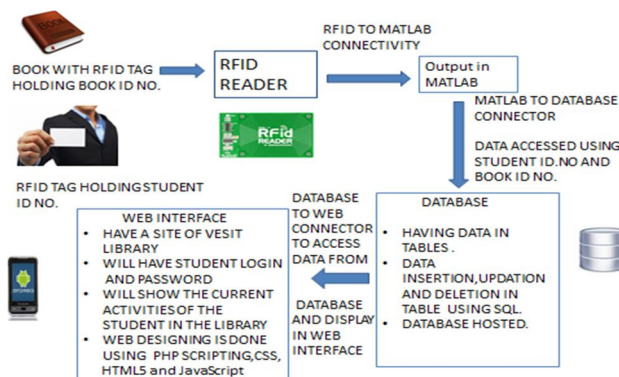 BOOK
BOOK WITH RFID TAG
HOLDING BOOK ID NO.
RFID
READER
RFID TO MATLAB
CONNECTIVITY
Output in
MATLAB
RFid
READER
MATLAB TO DATABASE
CONNECTOR
DATA ACCESSED USING
STUDENT ID.NO AND
BOOK ID NO.
RFID TAG HOLDING STUDENT
ID NO.
WEB INTERFACE
• HAVE A SITE OF VESIT
LIBRARY
• WILL HAVE STUDENT LOGIN
AND PASSWORD
• WILL SHOW THE CURRENT
ACTIVITIES OF THE
STUDENT IN THE LIBRARY
• WEB DESIGNING IS DONE
USING PHP SCRIPTING,CSS,
HTML5 and JavaScript
DATABASE
TO WEB
CONNECTOR
TO ACCESS
DATA FROM
DATABASE
AND DISPLAY
IN WEB
INTERFACE
DATABASE
• HAVING DATA IN
TABLES .
• DATA
INSERTION,UPDATION
AND DELETION IN
TABLE USING SQL.
• DATABASE HOSTED.